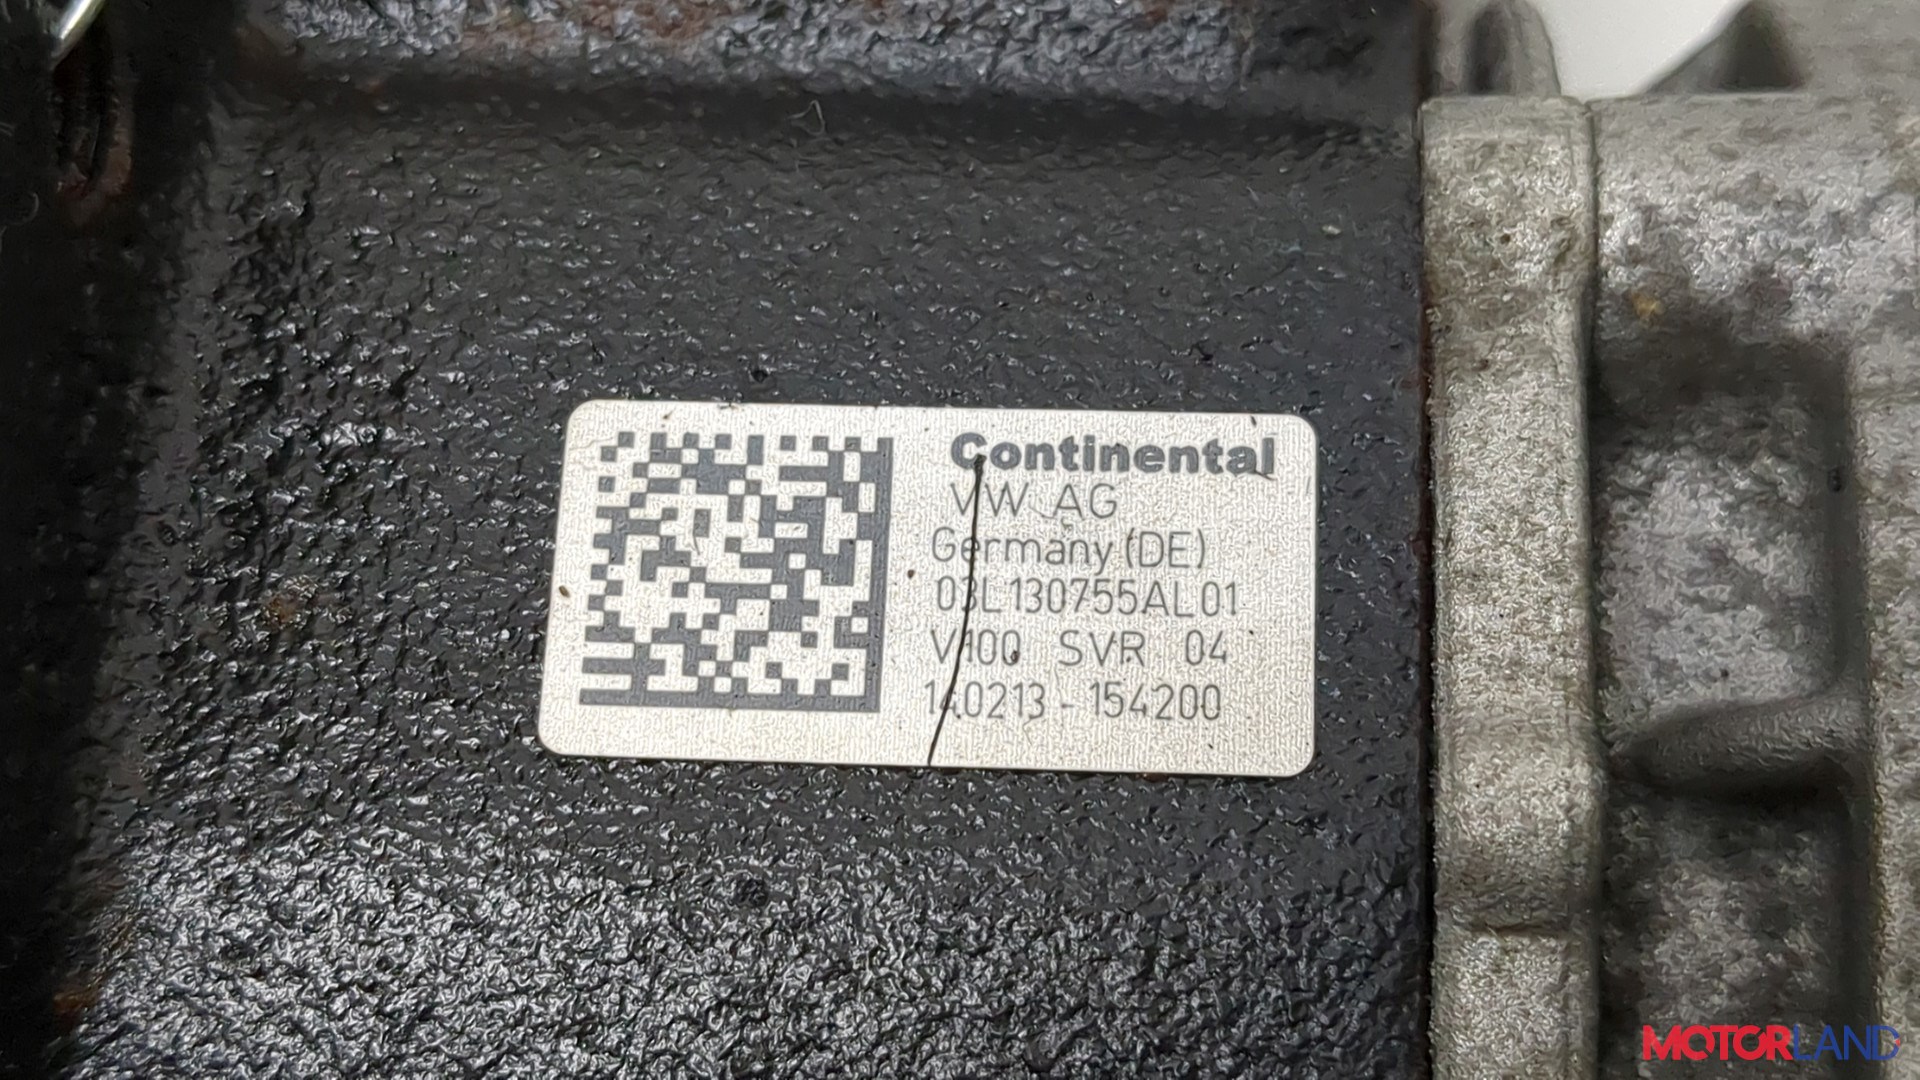 Continental
VW AG
Germany (DE)
03L130755AL01
V100 SVR 04
140213 - 154200
MOTORLAND